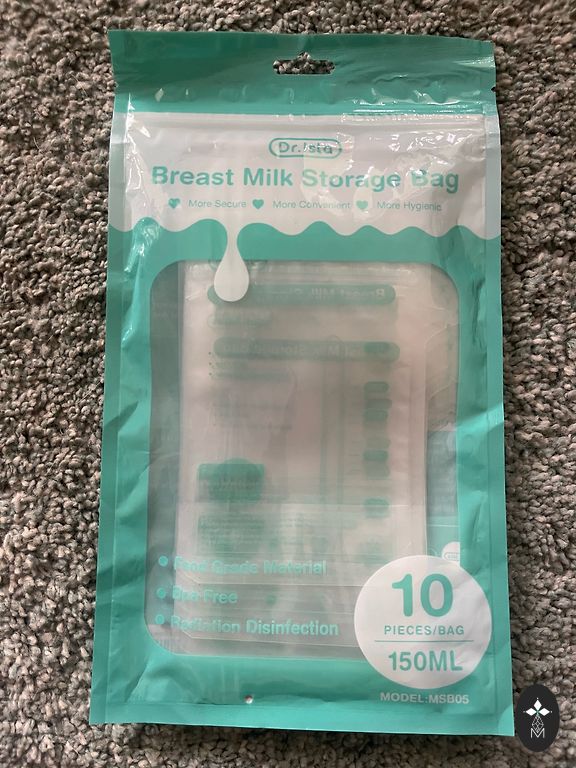 Dr.Isla
Breast Milk Storage Bag
More Secure More Convenient More Hygienic
Food Grade Material
Bpa Free
Radiation Disinfection
10
PIECES/BAG
150ML
MODEL:MSB05
M